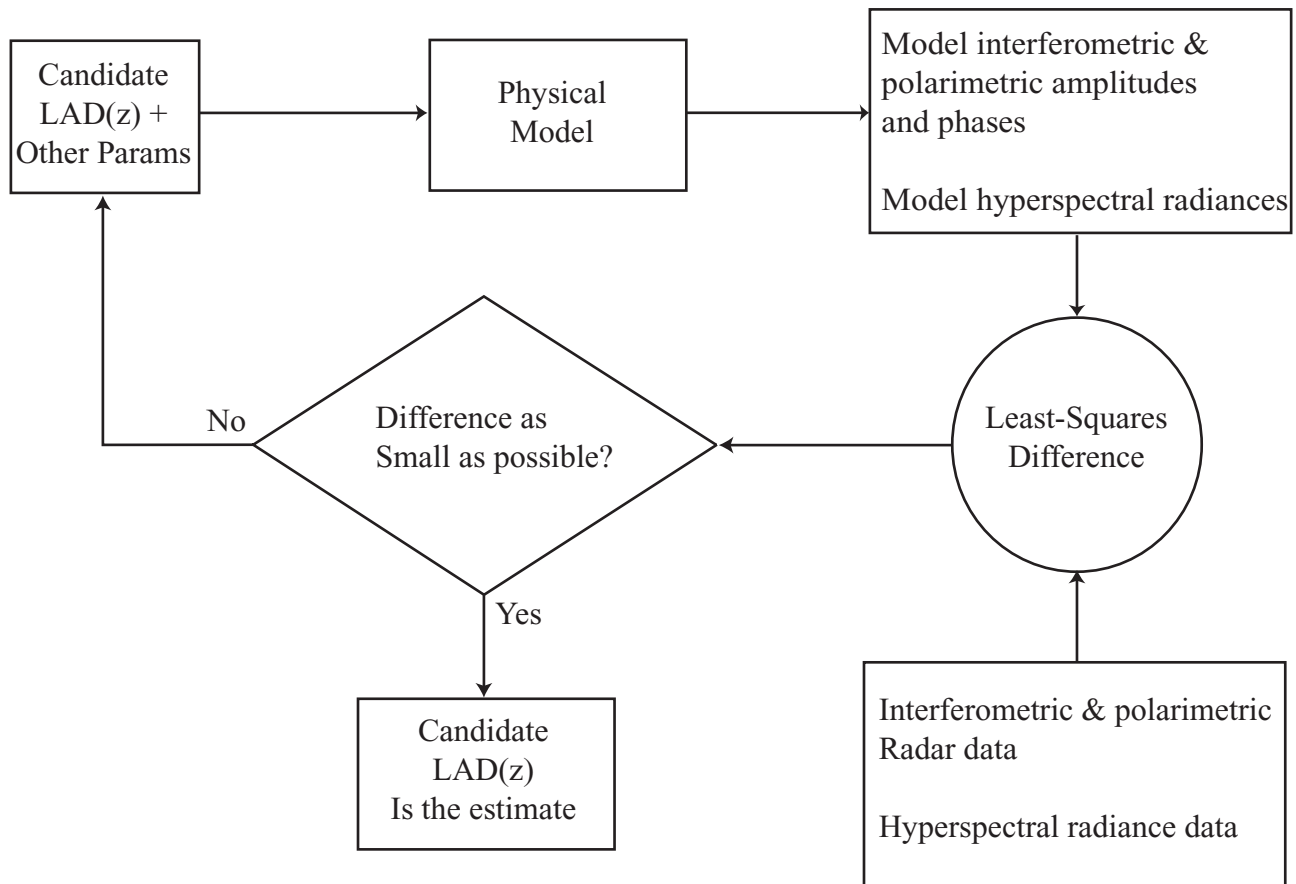 Candidate
LAD(z) +
Other Params
Physical
Model
Model interferometric &
polarimetric amplitudes
and phases
Model hyperspectral radiances
Least-Squares
Difference
Difference as
Small as possible?
No
Yes
Candidate
LAD(z)
Is the estimate
Interferometric & polarimetric
Radar data
Hyperspectral radiance data